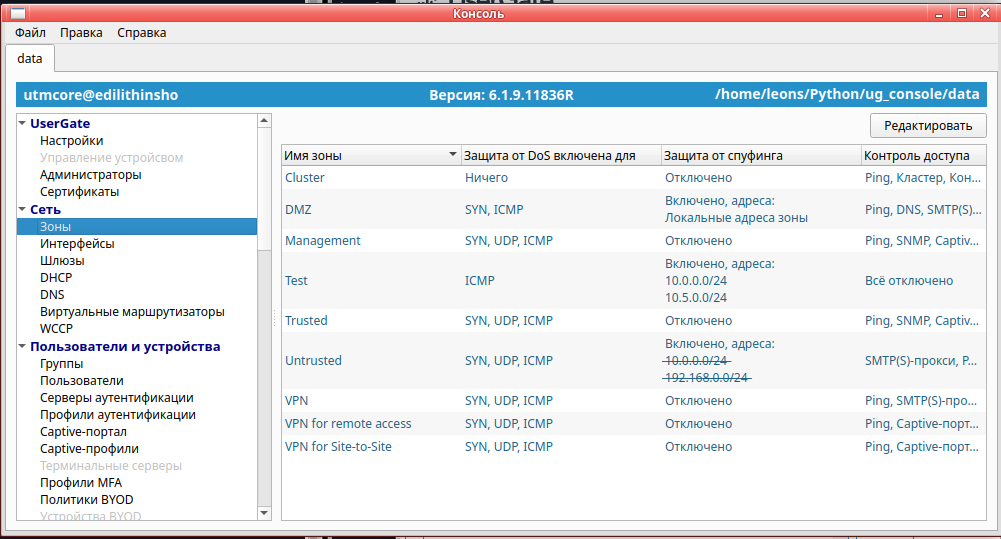 Консоль
Файл Правка Справка
data
utmcore@edilithinsho Версия: 6.1.9.11836R /home/leons/Python/ug_console/data
UserGate
Настройки
Управление устройсвом
Администраторы
Сертификаты
Сеть
Зоны
Интерфейсы
Шлюзы
DHCP
DNS
Виртуальные маршрутизаторы
WCCP
Пользователи и устройства
Группы
Пользователи
Серверы аутентификации
Профили аутентификации
Captive-портал
Captive-профили
Терминальные серверы
Профили MFA
Политики BYOD
Устройства BYOD
Редактировать
Имя зоны Защита от DoS включена для Защита от спуфинга Контроль доступа
Cluster Ничего Отключено Ping, Кластер, Кон...
DMZ SYN, ICMP Включено, адреса: Ping, DNS, SMTP(S)...
Локальные адреса зоны
Management SYN, UDP, ICMP Отключено Ping, SNMP, Captiv...
Test ICMP Включено, адреса: Всё отключено
10.0.0.0/24
10.5.0.0/24
Trusted SYN, UDP, ICMP Отключено Ping, SNMP, Captiv...
Untrusted SYN, UDP, ICMP Включено, адреса: SMTP(S)-прокси, P...
10.0.0.0/24
192.168.0.0/24
VPN SYN, UDP, ICMP Отключено Ping, SMTP(S)-про...
VPN for remote access SYN, UDP, ICMP Отключено Ping, Captive-порт...
VPN for Site-to-Site SYN, UDP, ICMP Отключено Ping, Captive-порт...